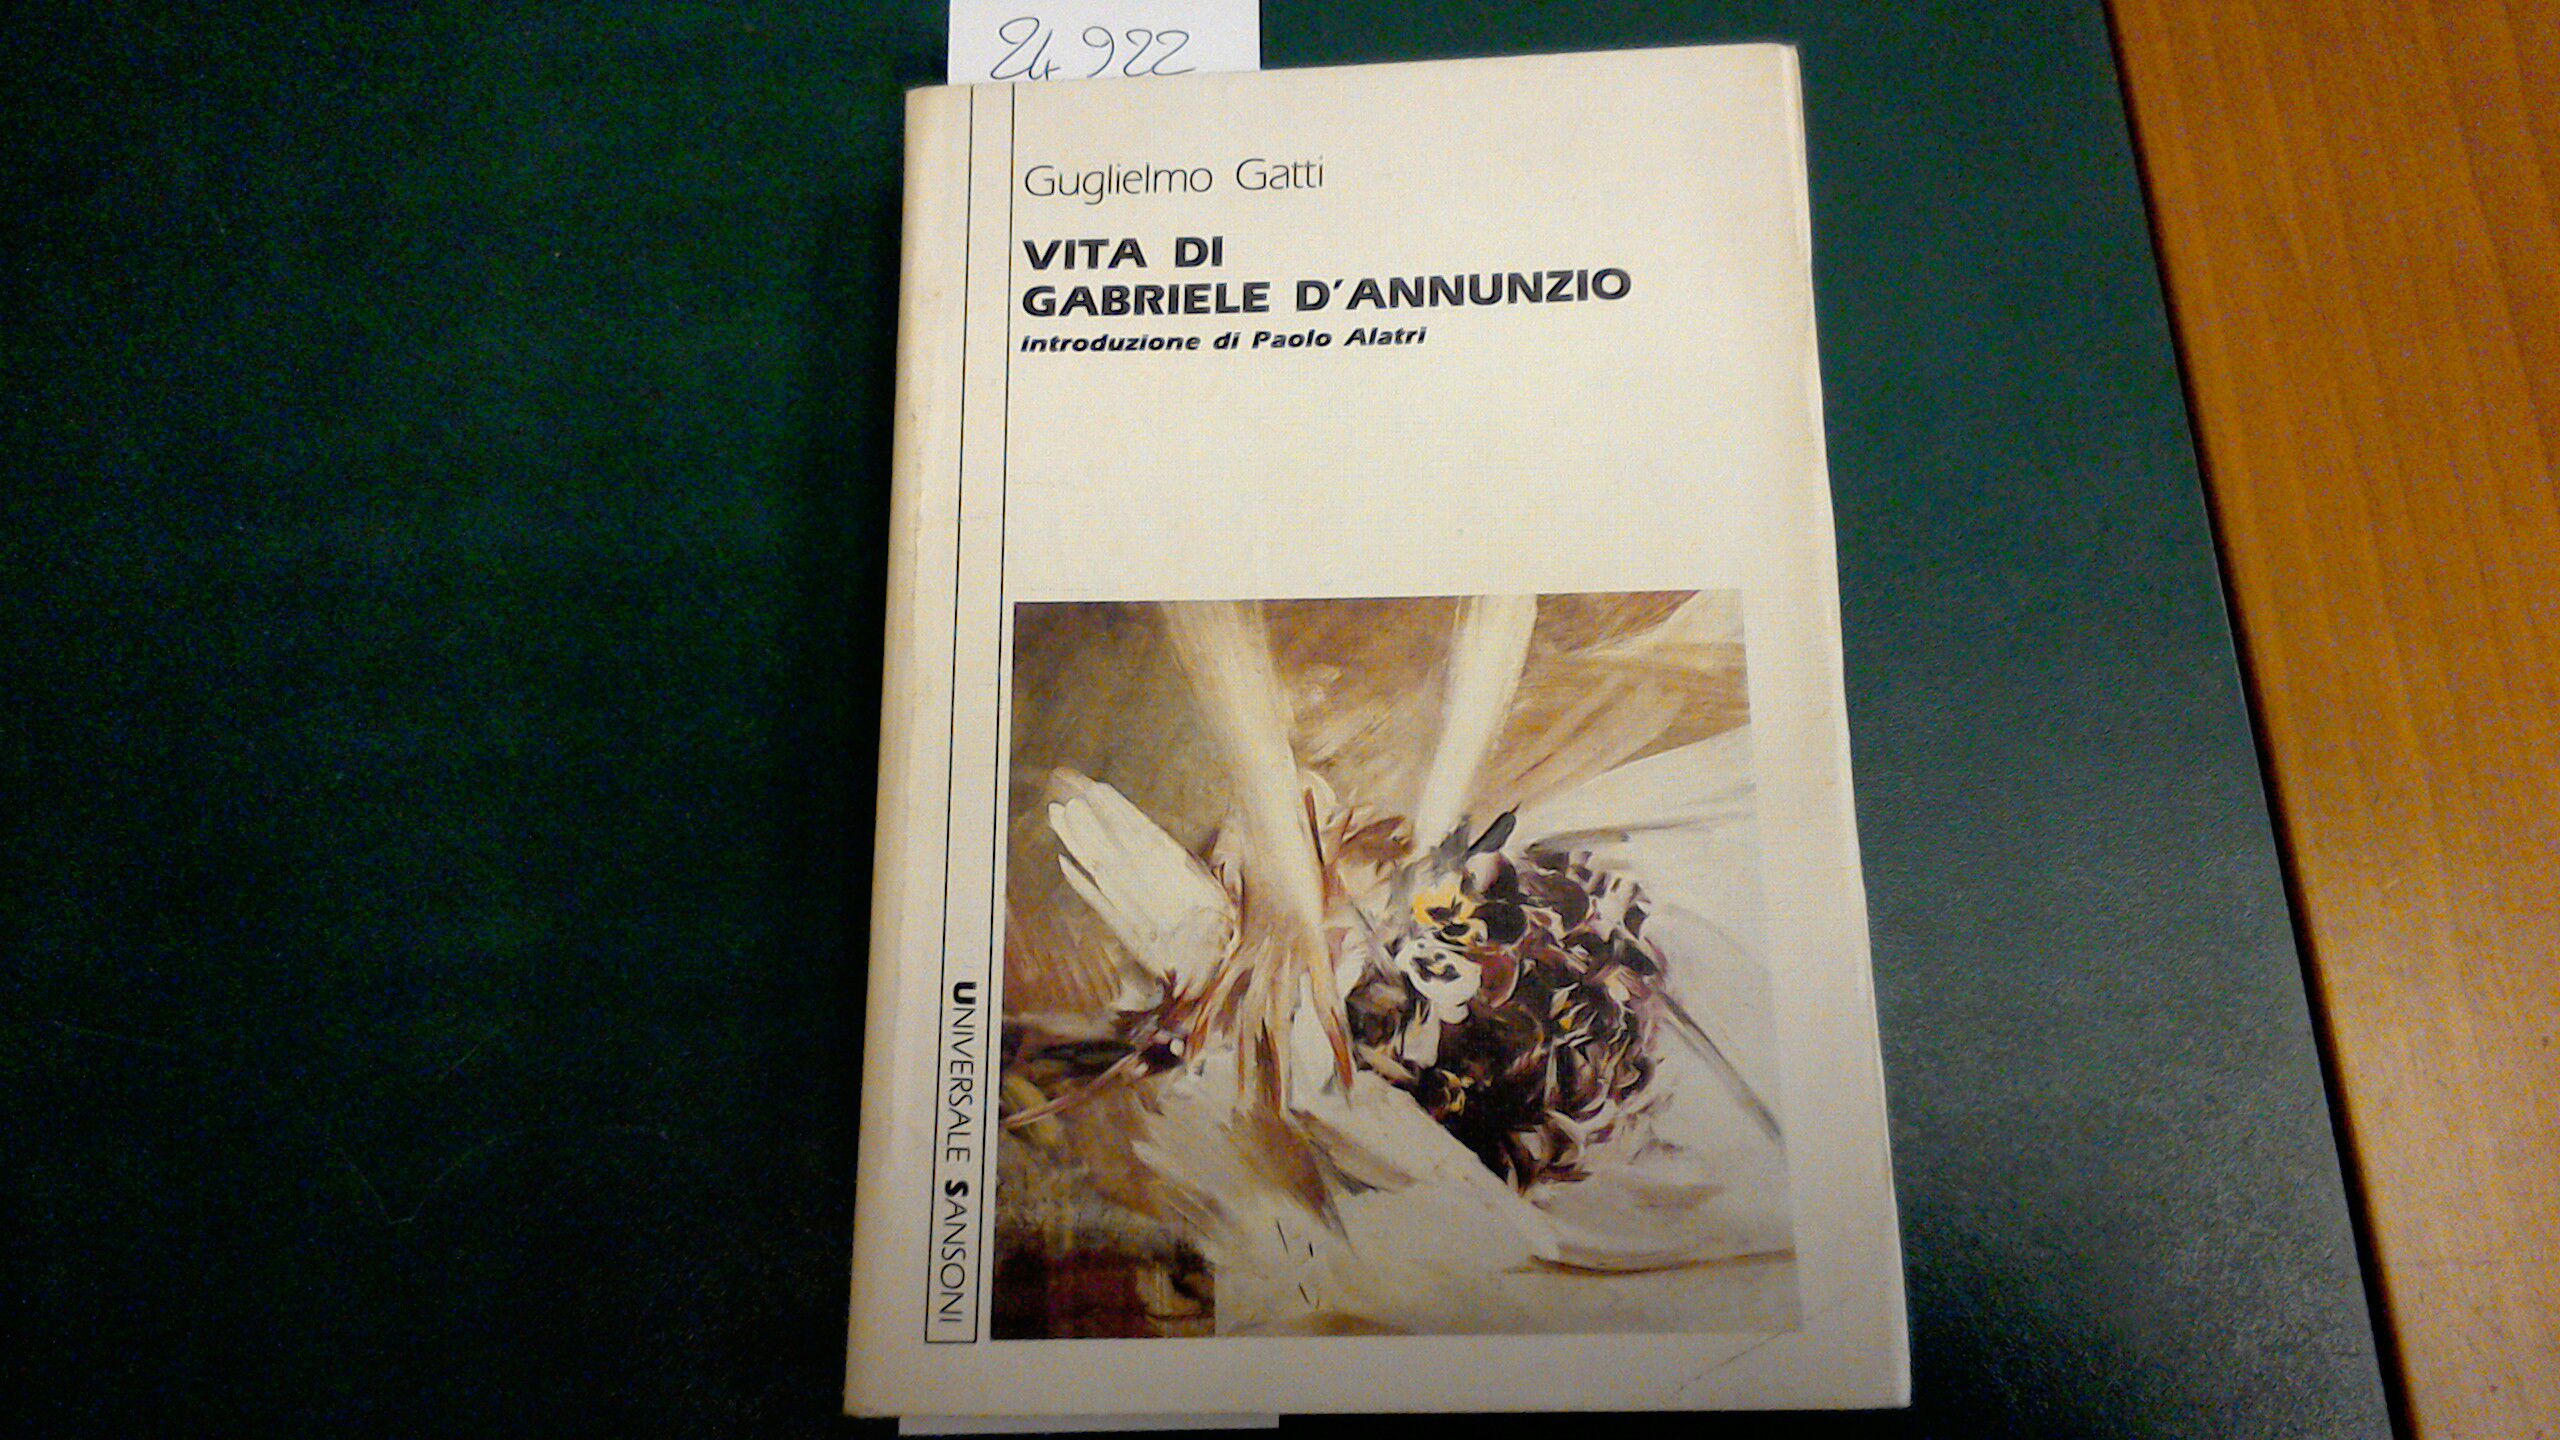 24922
Guglielmo Gatti
VITA DI
GABRIELE D'ANNUNZIO
introduzione di Paolo Alatri
UNIVERSALE SANSONI